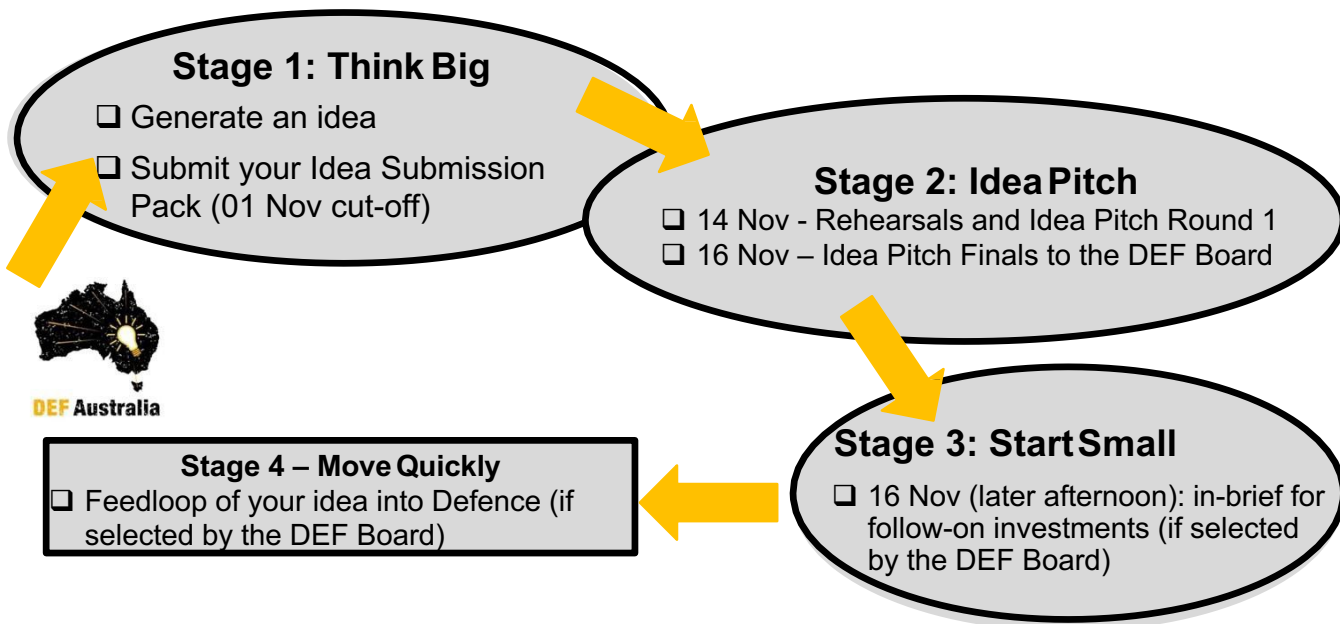 Stage 1: Think Big
❑ Generate an idea
❑ Submit your Idea Submission
Pack (01 Nov cut-off)
Stage 2: Idea Pitch
❑ 14 Nov - Rehearsals and Idea Pitch Round 1
❑ 16 Nov – Idea Pitch Finals to the DEF Board
DEF Australia
Stage 3: Start Small
❑ 16 Nov (later afternoon): in-brief for
follow-on investments (if selected
by the DEF Board)
Stage 4 – Move Quickly
❑ Feedloop of your idea into Defence (if
selected by the DEF Board)